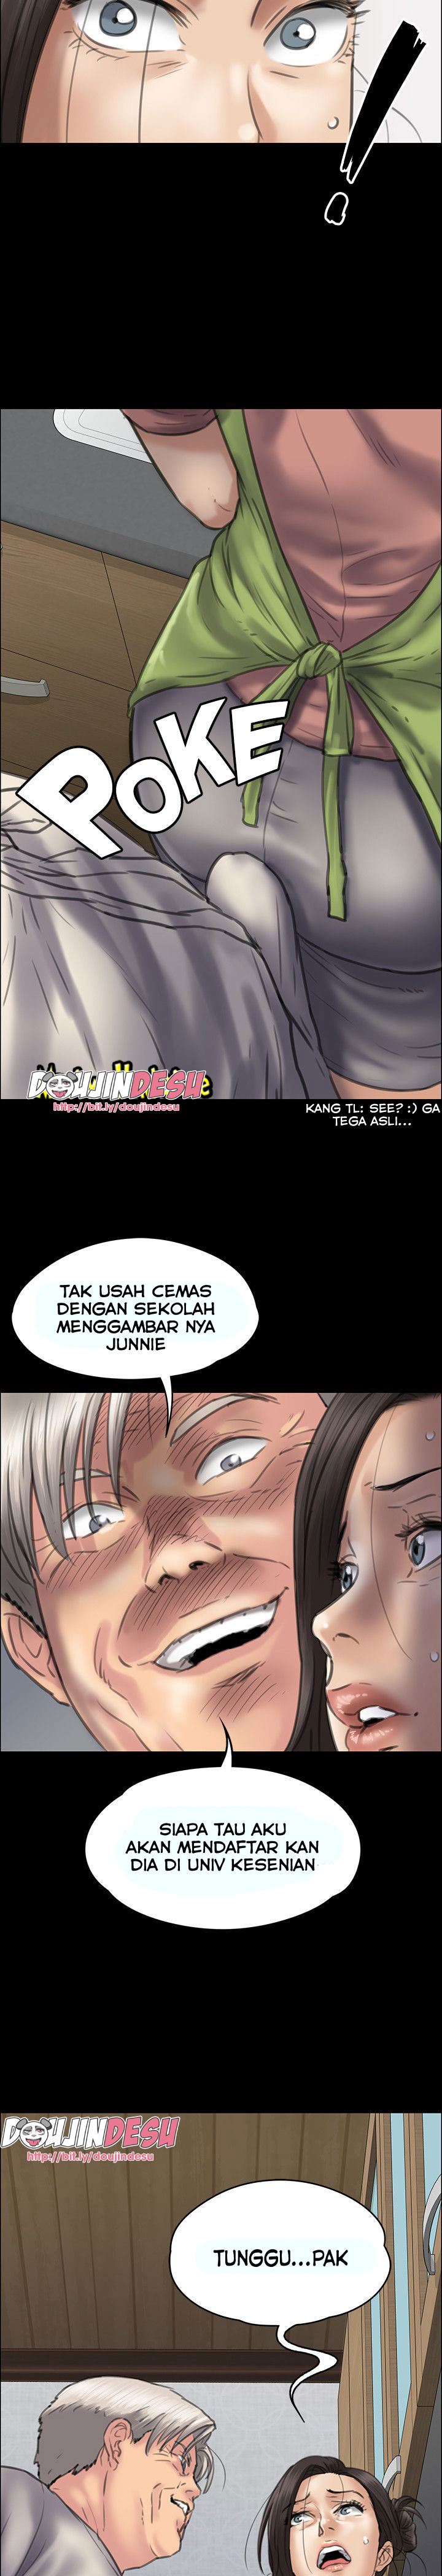 POKE
DOUJINDESU
http://bit.ly/doujindesu
KANG TL: SEE? :) GA
TEGA ASLI...
TAK USAH CEMAS
DENGAN SEKOLAH
MENGGAMBAR NYA
JUNNIE
SIAPA TAU AKU
AKAN MENDAFTAR KAN
DIA DI UNIV KESENIAN
DOUJINDESU
http://bit.ly/doujindesu
TUNGGU...PAK